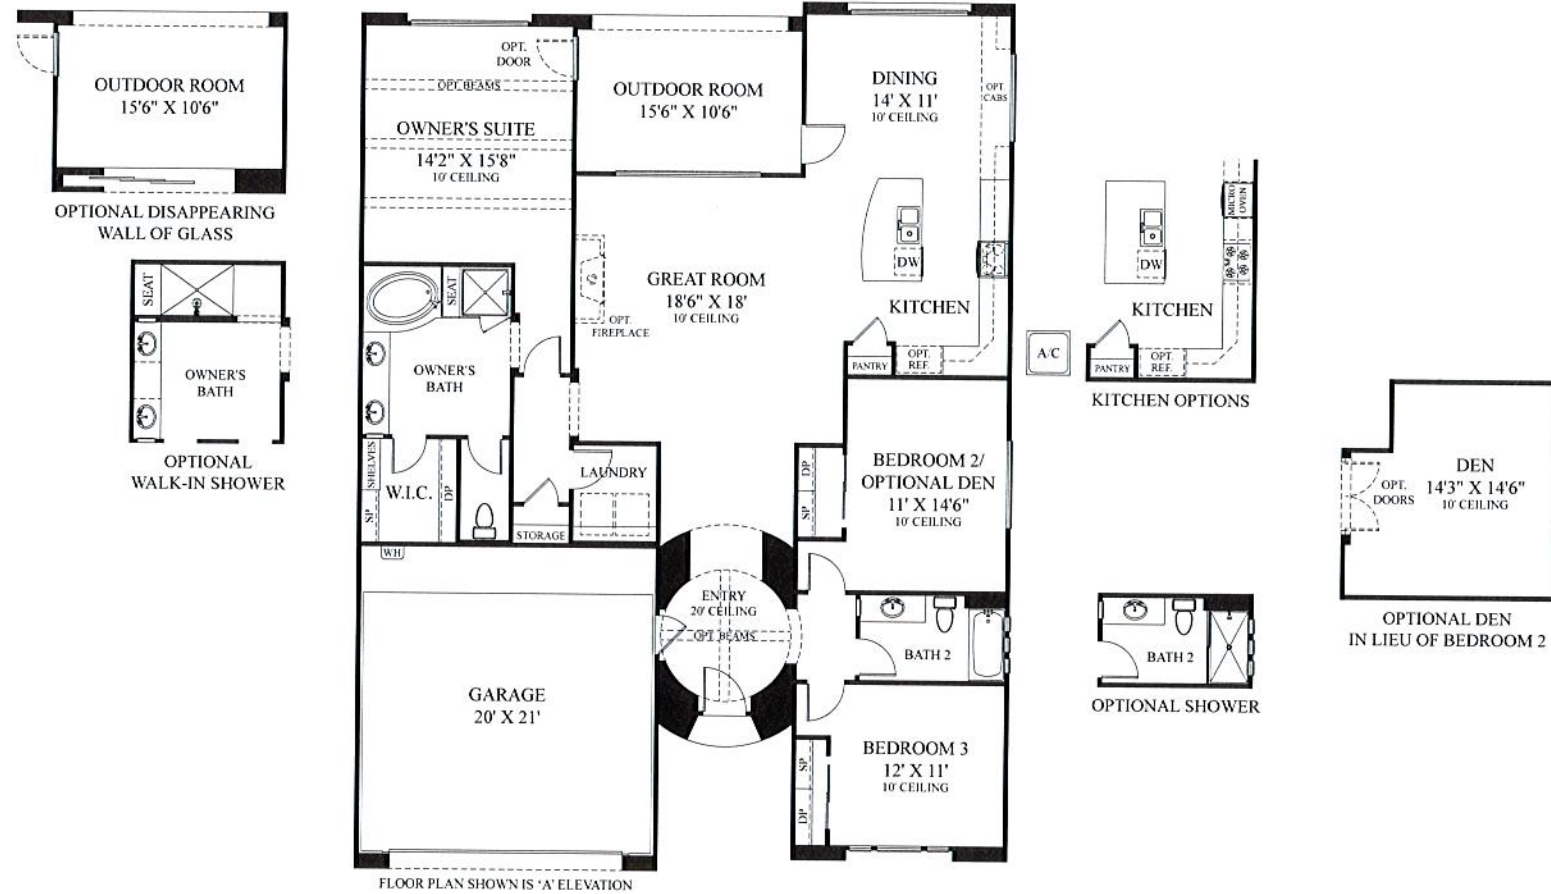 OUTDOOR ROOM
15'6" X 10'6"
OPTIONAL DISAPPEARING
WALL OF GLASS
SEAT
OWNER'S
BATH
OPTIONAL
WALK-IN SHOWER
OPT.
DOOR
OPT. BEAMS
OWNER'S SUITE
14'2" X 15'8"
10' CEILING
OUTDOOR ROOM
15'6" X 10'6"
DINING
14' X 11'
10' CEILING
OPT.
CABS
GREAT ROOM
18'6" X 18'
10' CEILING
OPT.
FIREPLACE
DW
KITCHEN
PANTRY
OPT.
REF.
A/C
SEAT
OWNER'S
BATH
SHELVES
SP
W.I.C.
DP
LAUNDRY
STORAGE
WH
DP
SP
BEDROOM 2/
OPTIONAL DEN
11' X 14'6"
10' CEILING
ENTRY
20' CEILING
OPT. BEAMS
BATH 2
GARAGE
20' X 21'
BEDROOM 3
12' X 11'
10' CEILING
SP
DP
FLOOR PLAN SHOWN IS 'A' ELEVATION
MICRO
OVEN
DW
KITCHEN
PANTRY
OPT.
REF.
KITCHEN OPTIONS
DEN
14'3" X 14'6"
10' CEILING
OPT.
DOORS
OPTIONAL DEN
IN LIEU OF BEDROOM 2
BATH 2
OPTIONAL SHOWER